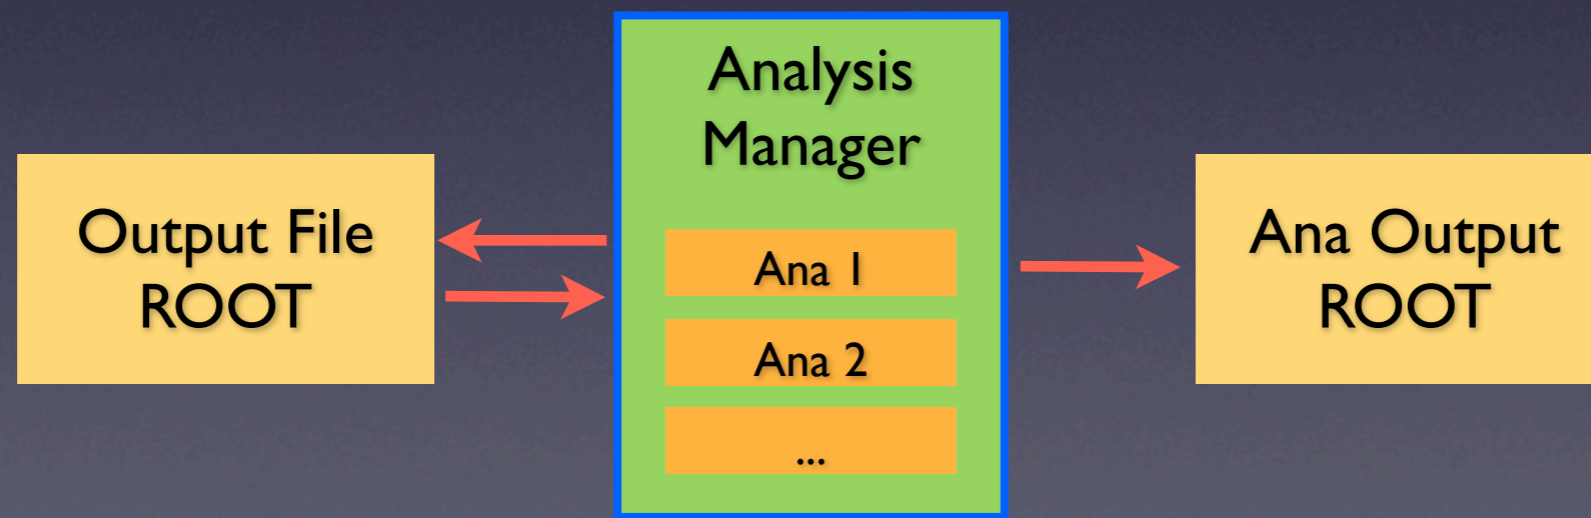 Output File
ROOT
Analysis
Manager
Ana 1
Ana 2
...
Ana Output
ROOT